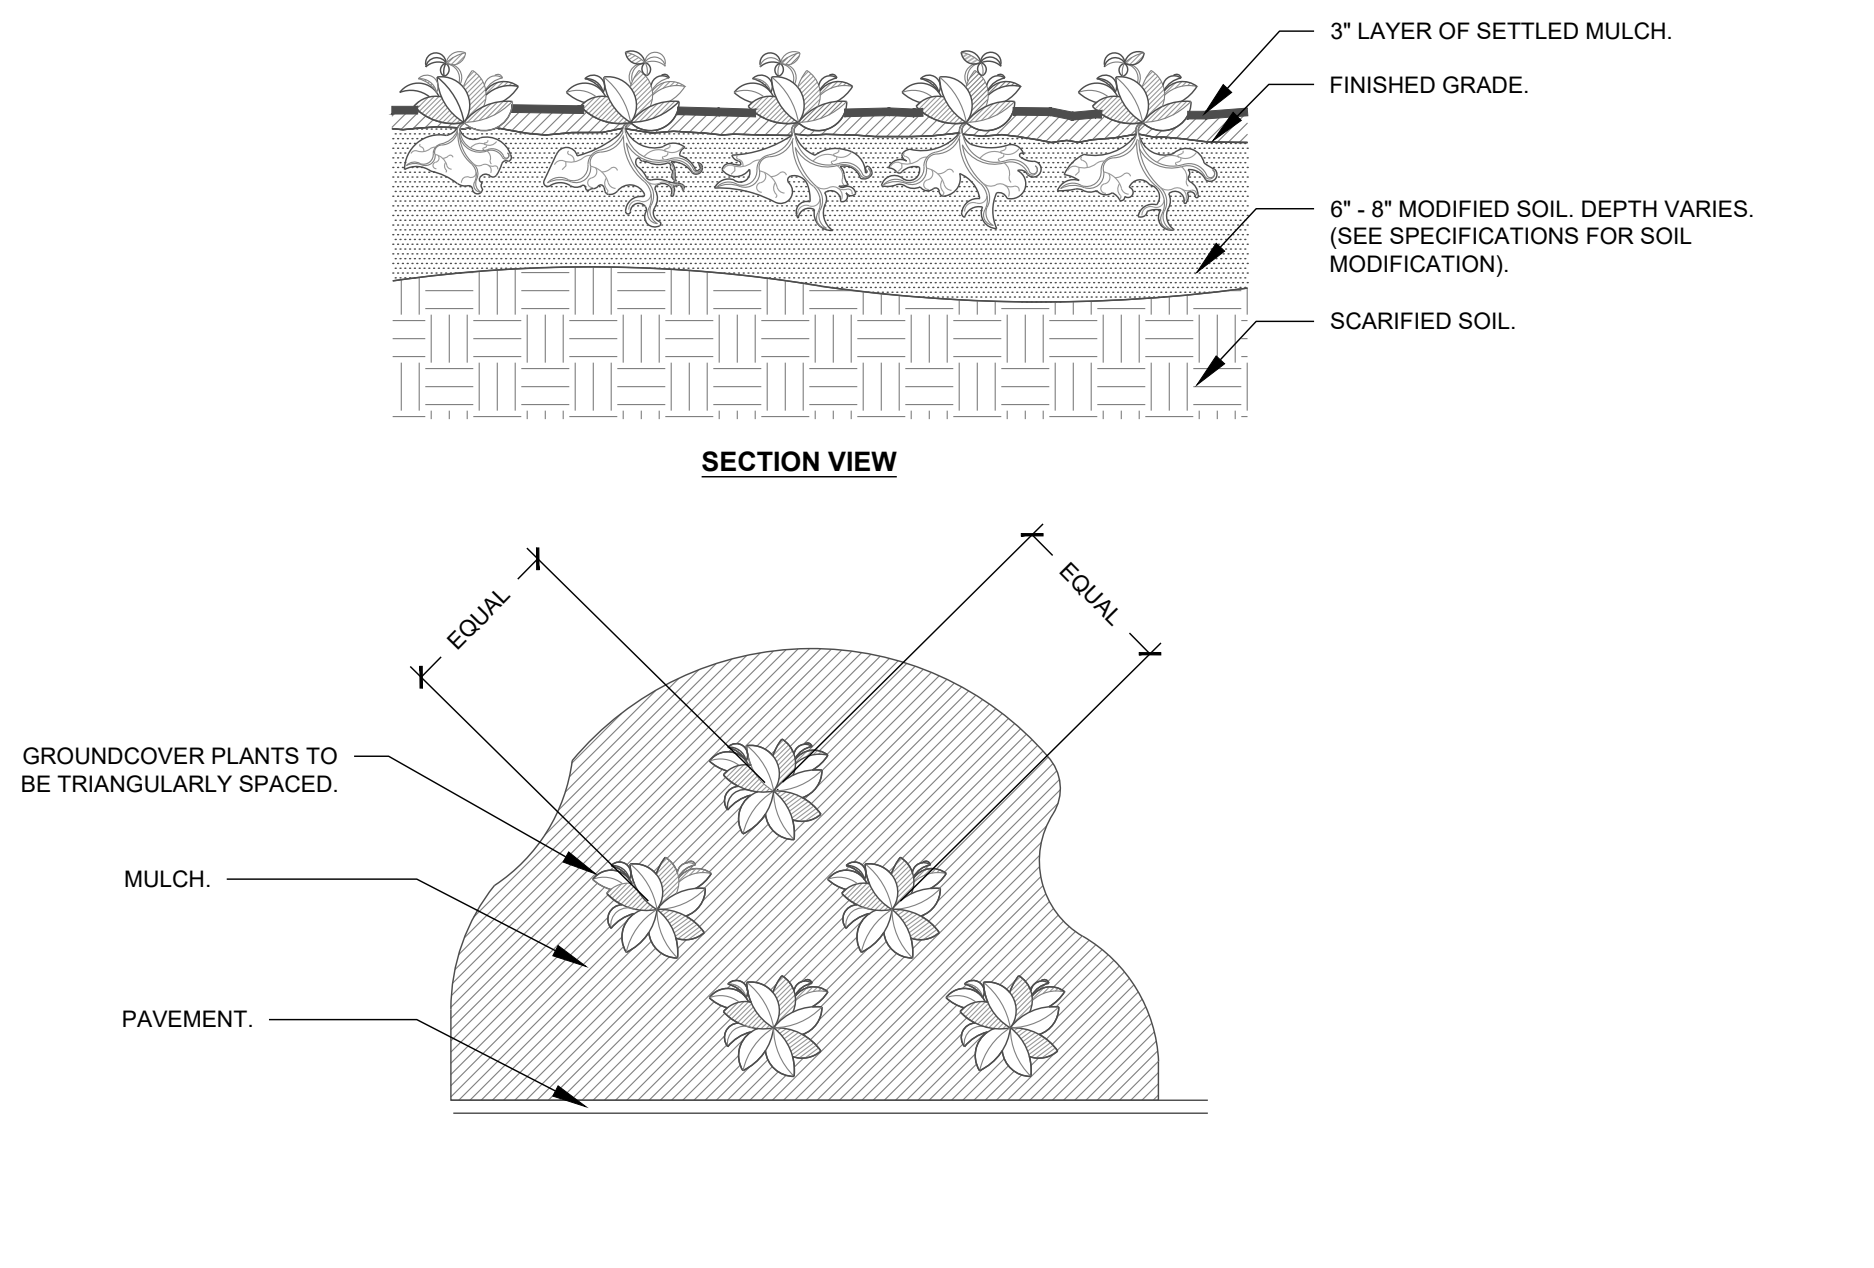 3" LAYER OF SETTLED MULCH.
FINISHED GRADE.
6" - 8" MODIFIED SOIL. DEPTH VARIES.
(SEE SPECIFICATIONS FOR SOIL
MODIFICATION).
SCARIFIED SOIL.
SECTION VIEW
EQUAL
EQUAL
GROUNDCOVER PLANTS TO
BE TRIANGULARLY SPACED.
MULCH.
PAVEMENT.